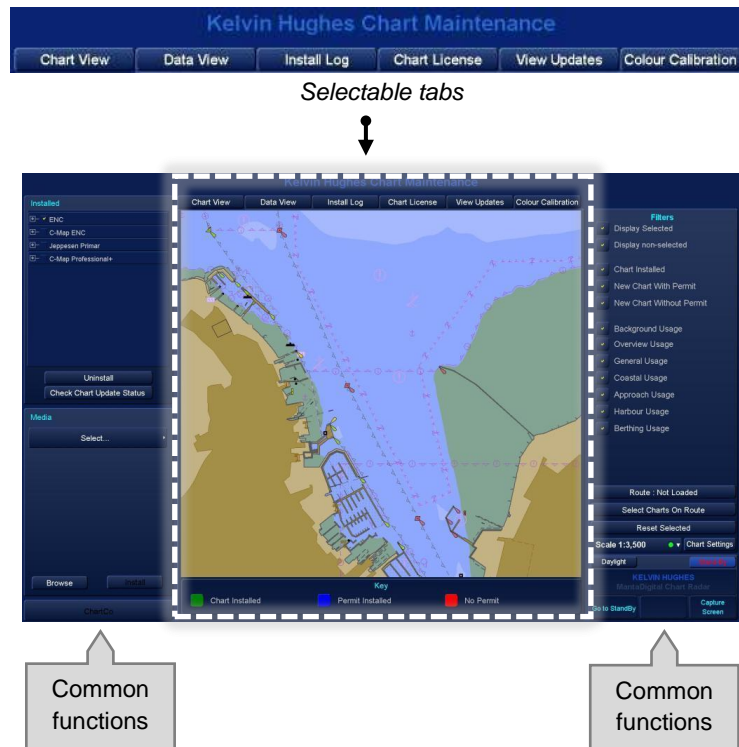 Kelvin Hughes Chart Maintenance
Chart View Data View Install Log Chart License View Updates Colour Calibration
Selectable tabs
Kelvin Hughes Chart Maintenance
Chart View Data View Install Log Chart License View Updates Colour Calibration
Installed
ENC
C-Map ENC
Jeppesen Primar
C-Map Professional+
Uninstall
Check Chart Update Status
Media
Select...
Browse Install
ChartCo
Key
Chart Installed Permit Installed No Permit
Filters
Display Selected
Display non-selected
Chart Installed
New Chart With Permit
New Chart Without Permit
Background Usage
Overview Usage
General Usage
Coastal Usage
Approach Usage
Harbour Usage
Berthing Usage
Route : Not Loaded
Select Charts On Route
Reset Selected
Scale 1:3,500 Chart Settings
Daylight
KELVIN HUGHES
MantaDigital Chart Radar
Go to StandBy Capture
Screen
Common
functions
Common
functions